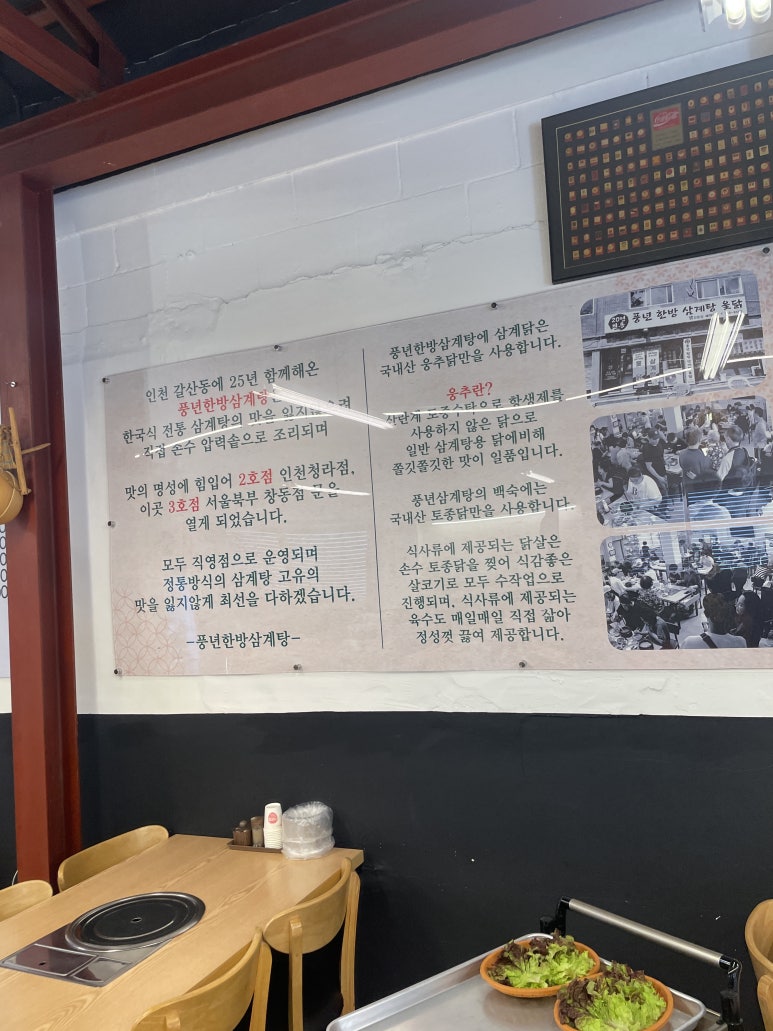 인천 갈산동에 25년 함께해온
풍년한방삼계탕
한국식 전통 삼계탕의 맛을
직접 손수 압력솥으로 조리되며
맛의 명성에 힘입어 2호점 인천청라점,
이곳 3호점 서울북부 창동점 문을
열게 되었습니다.
모두 직영점으로 운영되며
정통방식의 삼계탕 고유의
맛을 잃지않게 최선을 다하겠습니다.
-풍년한방삼계탕-
풍년한방삼계탕에 삼계닭은
국내산 웅추닭만을 사용합니다.
웅추란?
사용하지 않은 닭으로
일반 삼계탕용 닭에비해
쫄깃쫄깃한 맛이 일품입니다.
풍년삼계탕의 백숙에는
국내산 토종닭만을 사용합니다.
식사류에 제공되는 닭살은
손수 토종닭을 찢어 식감좋은
살코기로 모두 수작업으로
진행되며, 식사류에 제공되는
육수도 매일매일 직접 삶아
정성껏 끓여 제공합니다.
풍년 한방 삼계탕 옻닭
Coca-Cola